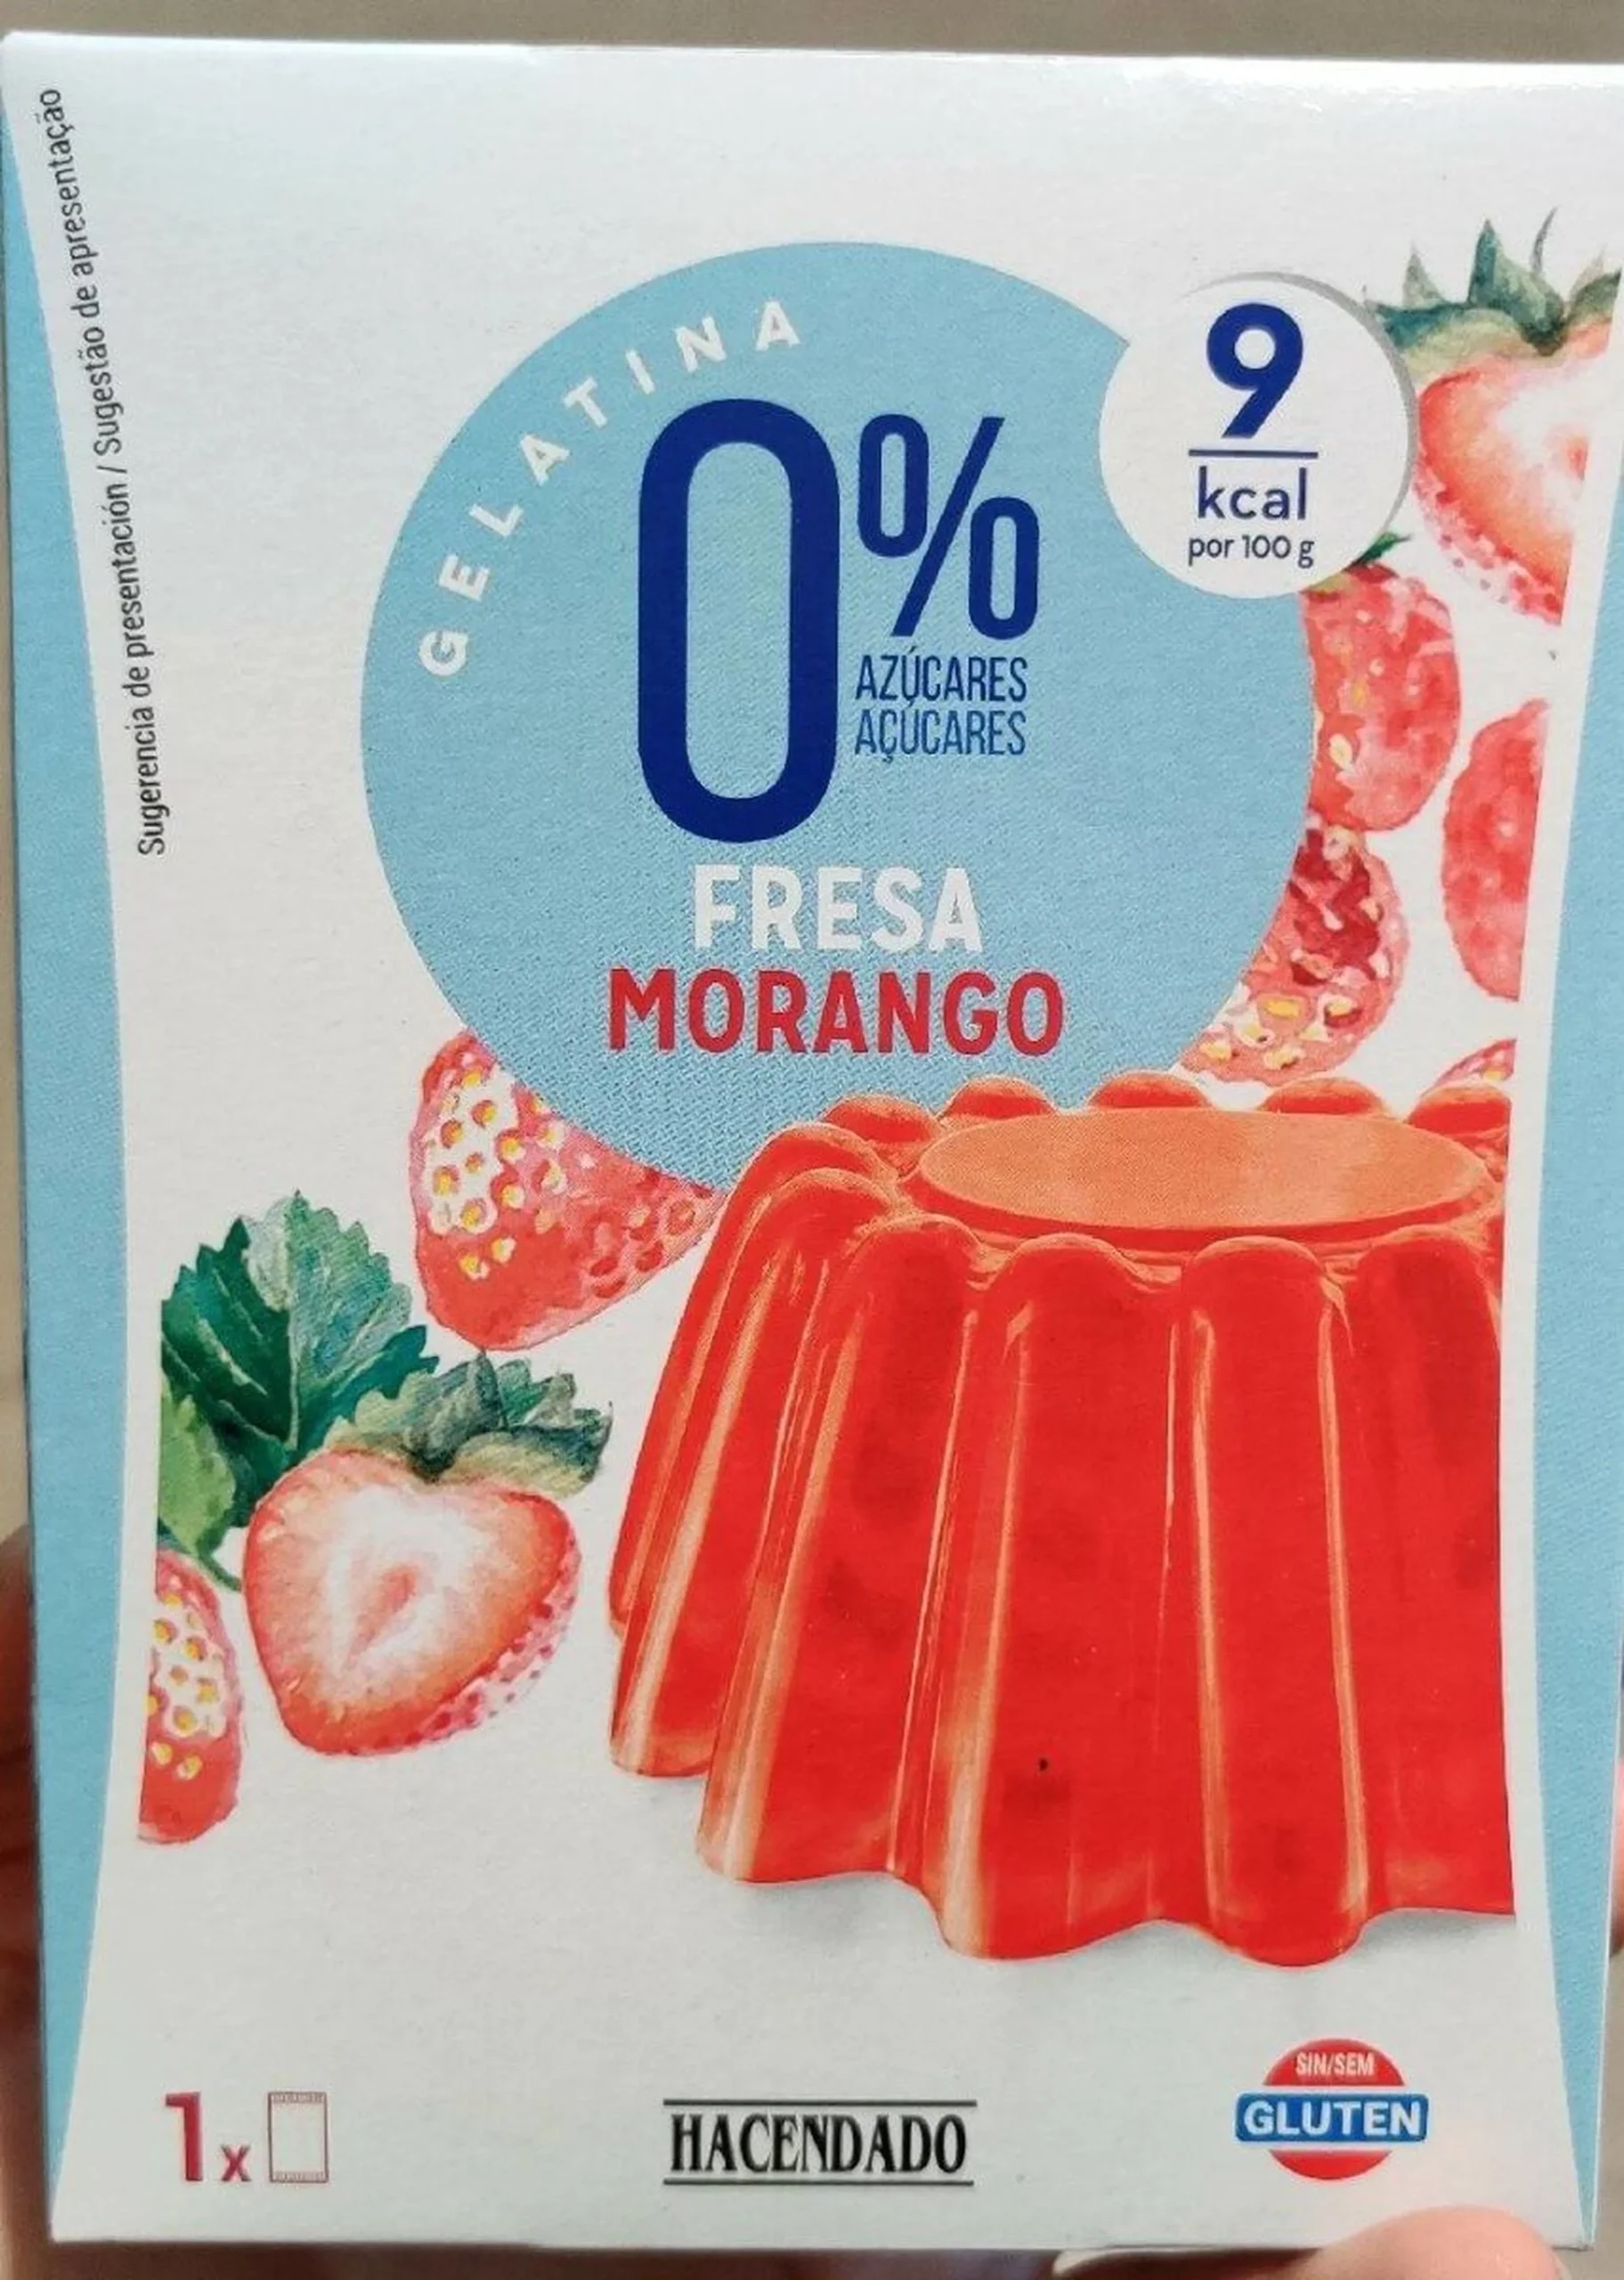 Sugerencia de presentación / Sugestão de apresentação
GELATINA
0%
AZÚCARES
AÇÚCARES
9
kcal
por 100 g
FRESA
MORANGO
1x
HACENDADO
SIN/SEM
GLUTEN